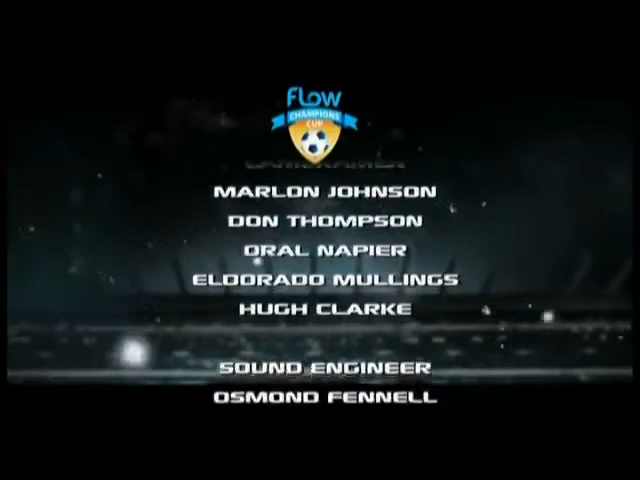 FLOW
CHAMPIONS
CUP
MARLON JOHNSON
DON THOMPSON
ORAL NAPIER
ELDORADO MULLINGS
HUGH CLARKE
SOUND ENGINEER
OSMOND FENNELL